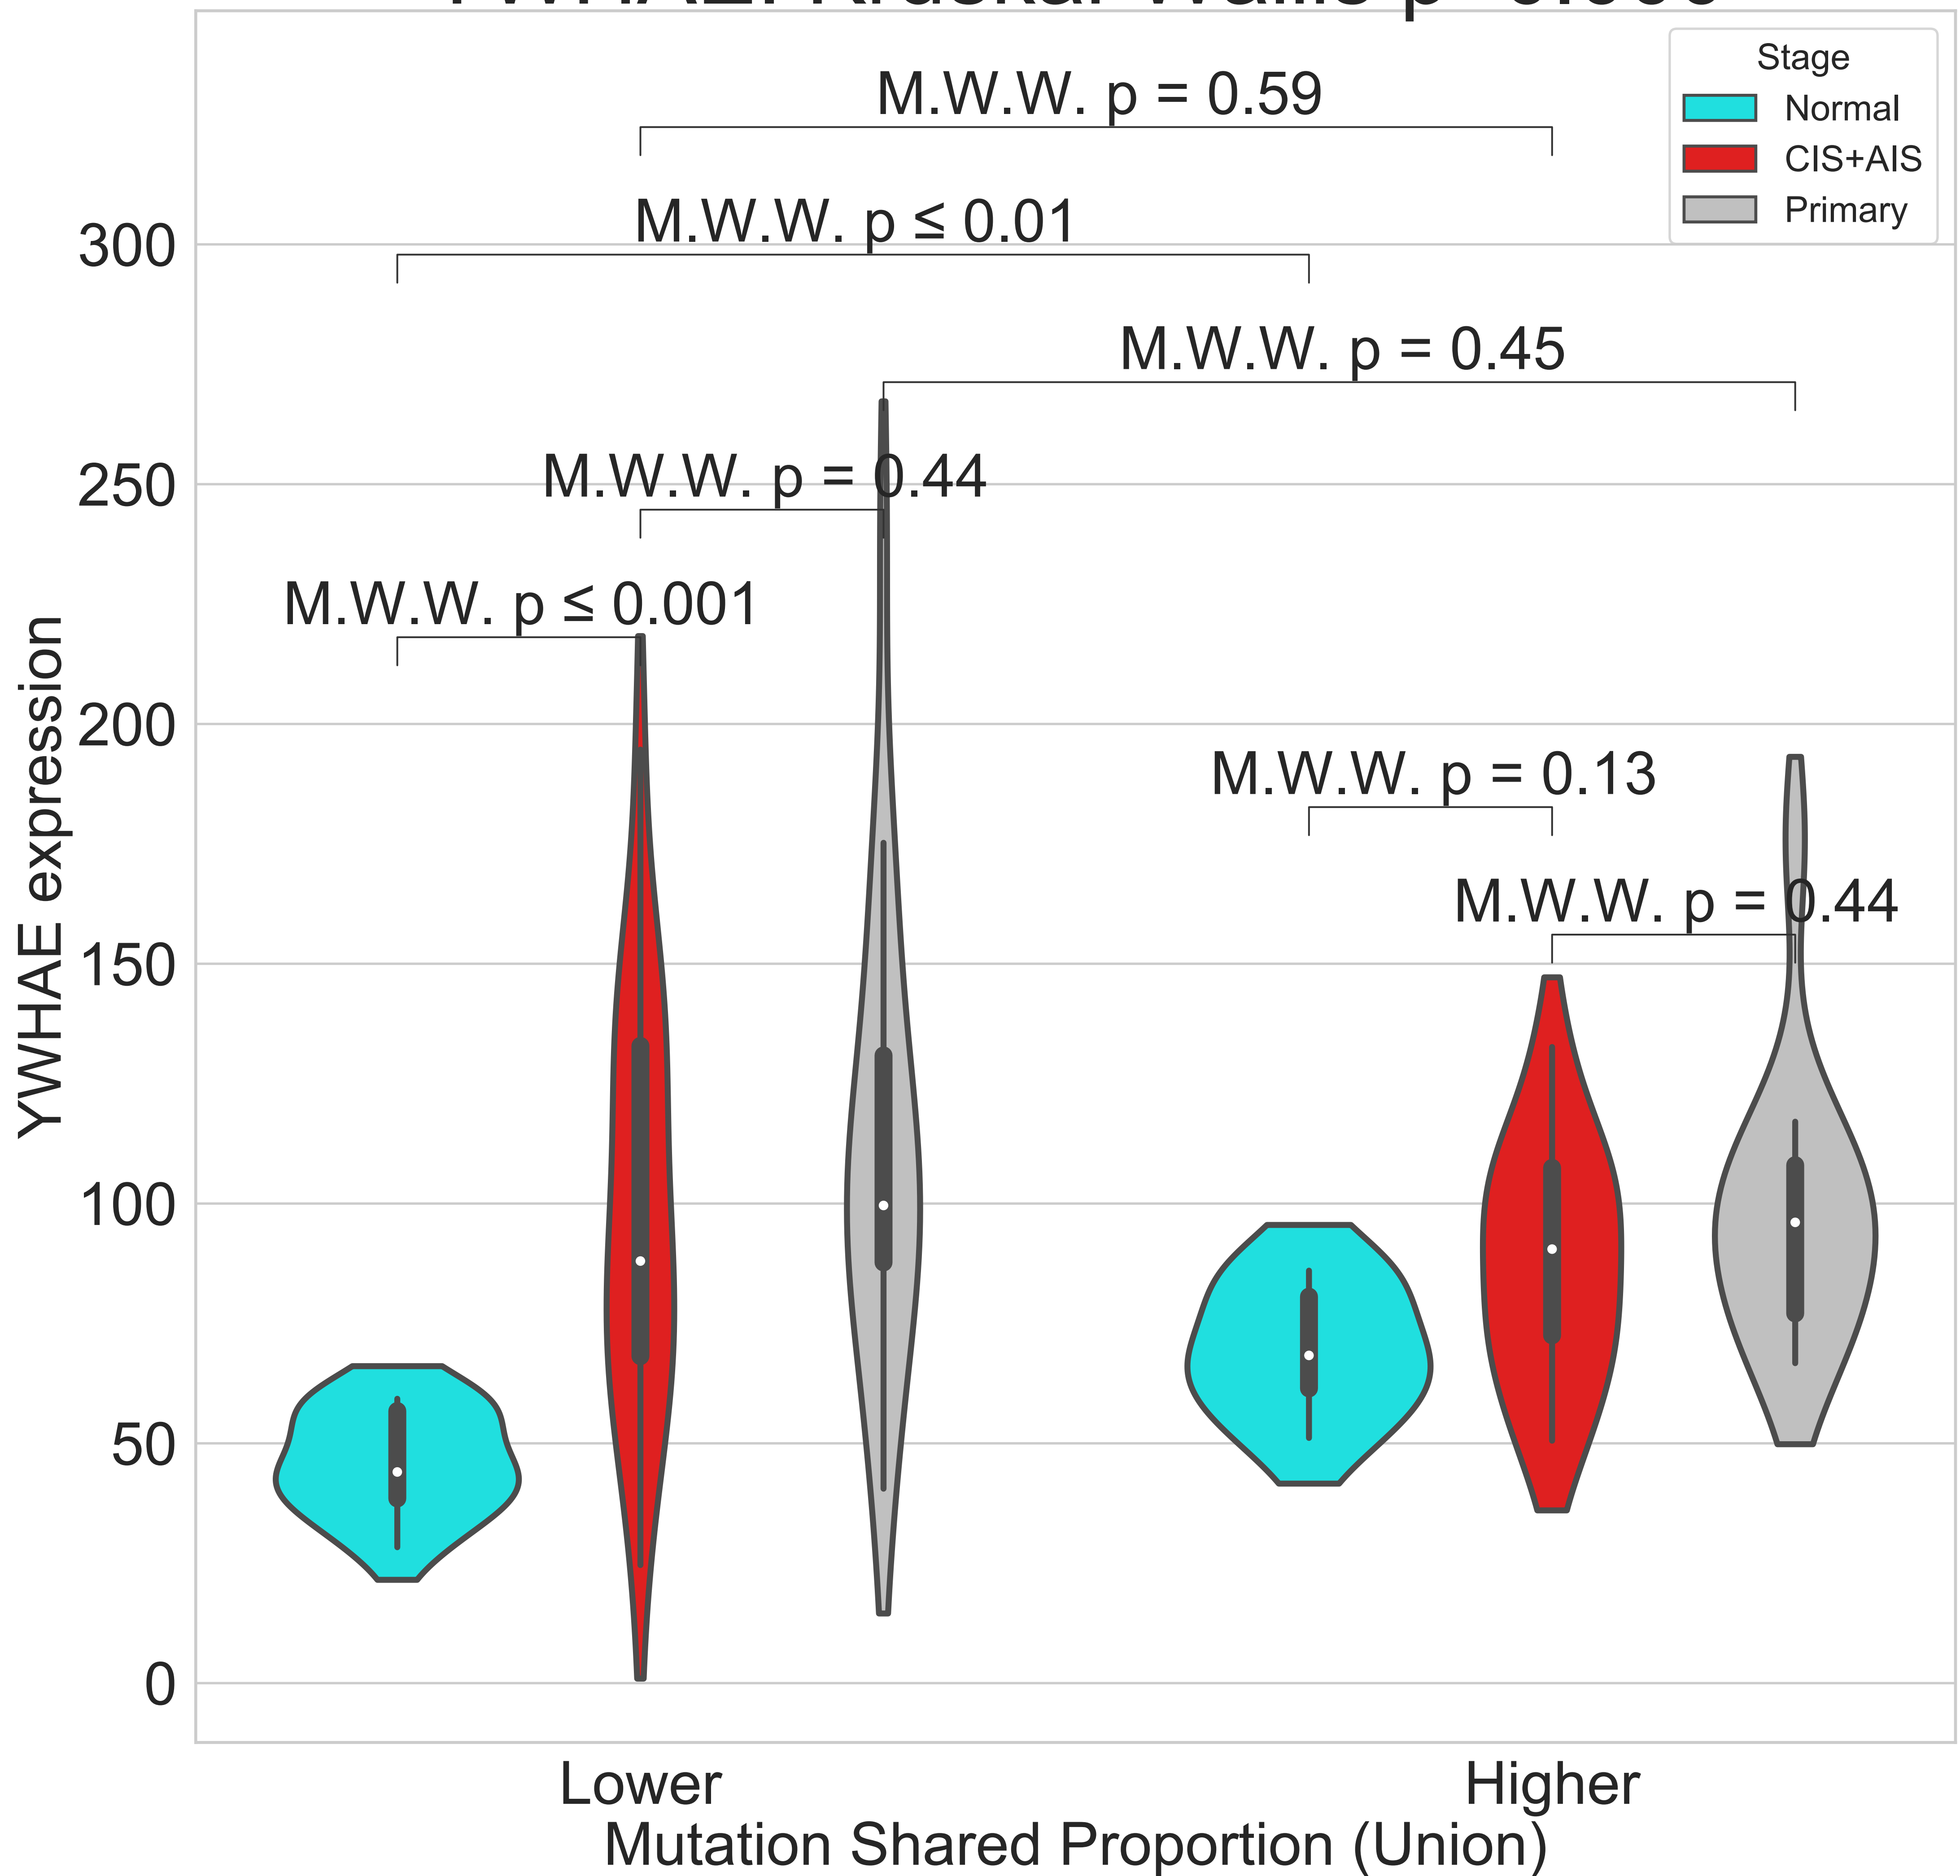 Stage
Normal
CIS+AIS
Primary
M.W.W. p = 0.59
M.W.W. p ≤ 0.01
M.W.W. p = 0.45
M.W.W. p = 0.44
M.W.W. p ≤ 0.001
M.W.W. p = 0.13
M.W.W. p = 0.44
YWHAE expression
300
250
200
150
100
50
0
Lower
Higher
Mutation Shared Proportion (Union)